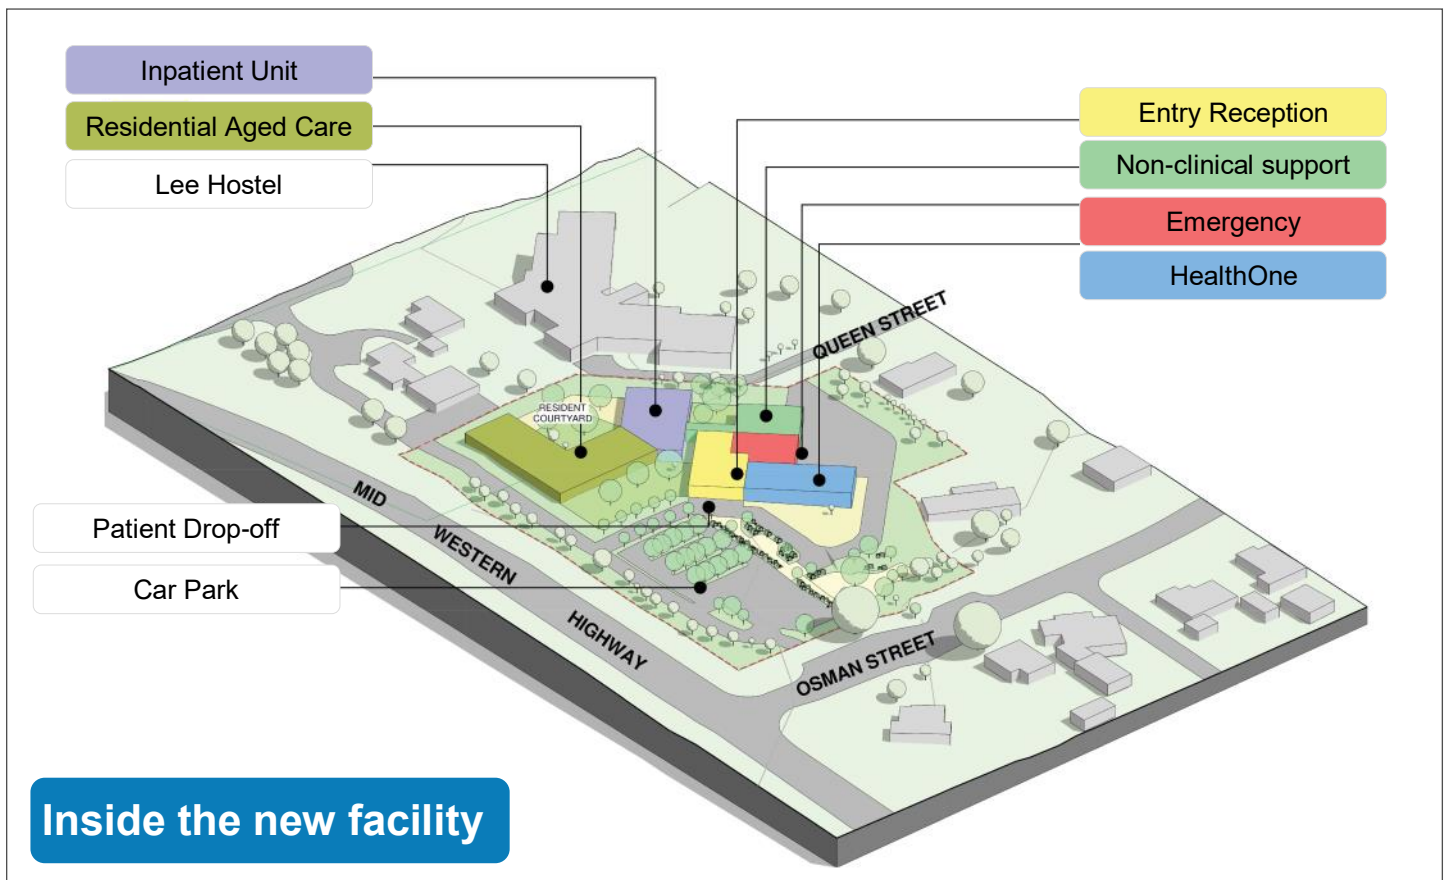 Inpatient Unit
Residential Aged Care
Lee Hostel
Entry Reception
Non-clinical support
Emergency
HealthOne
QUEEN STREET
RESIDENT
COURTYARD
MID
WESTERN
HIGHWAY
OSMAN STREET
Patient Drop-off
Car Park
Inside the new facility